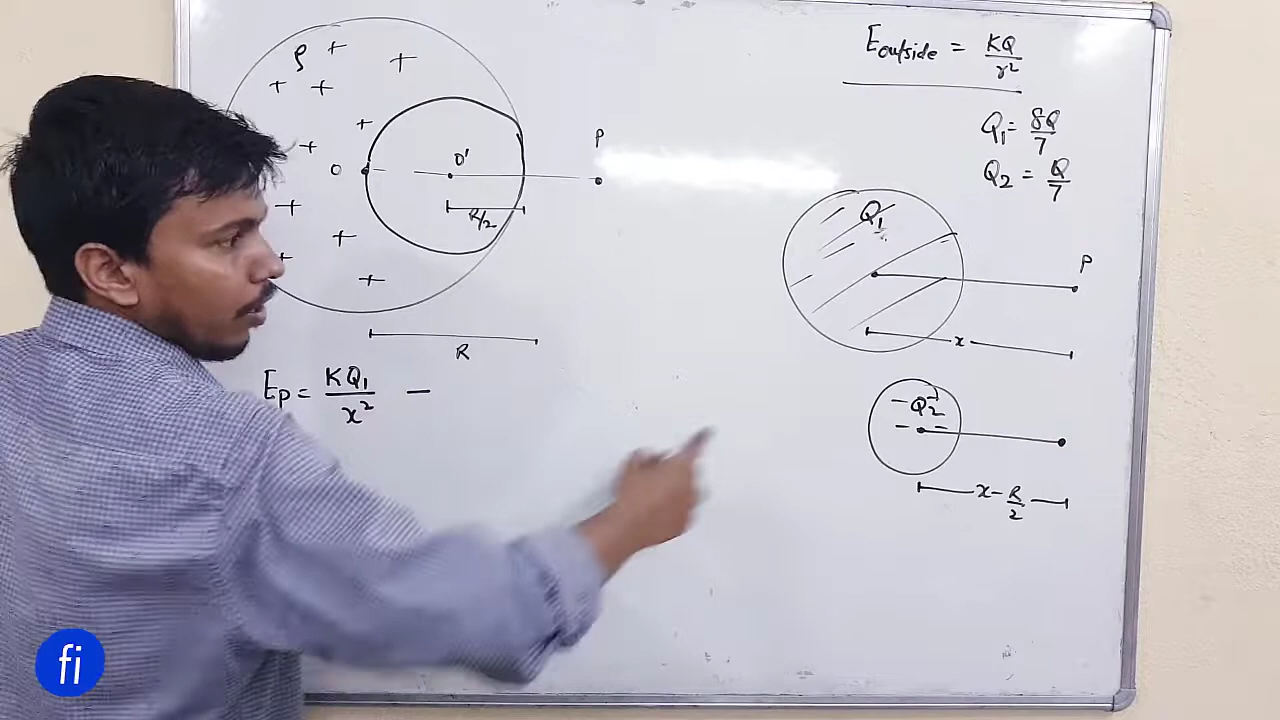 ρ + +
+ +
+
+
O
O'
P
+
R/2
+
+
+
R
E_P = KQ₁/x² −
E_outside = KQ/r²
Q₁ = 8Q/7
Q₂ = Q/7
Q₁
P
x
−Q₂
− −
x − R/2
fi